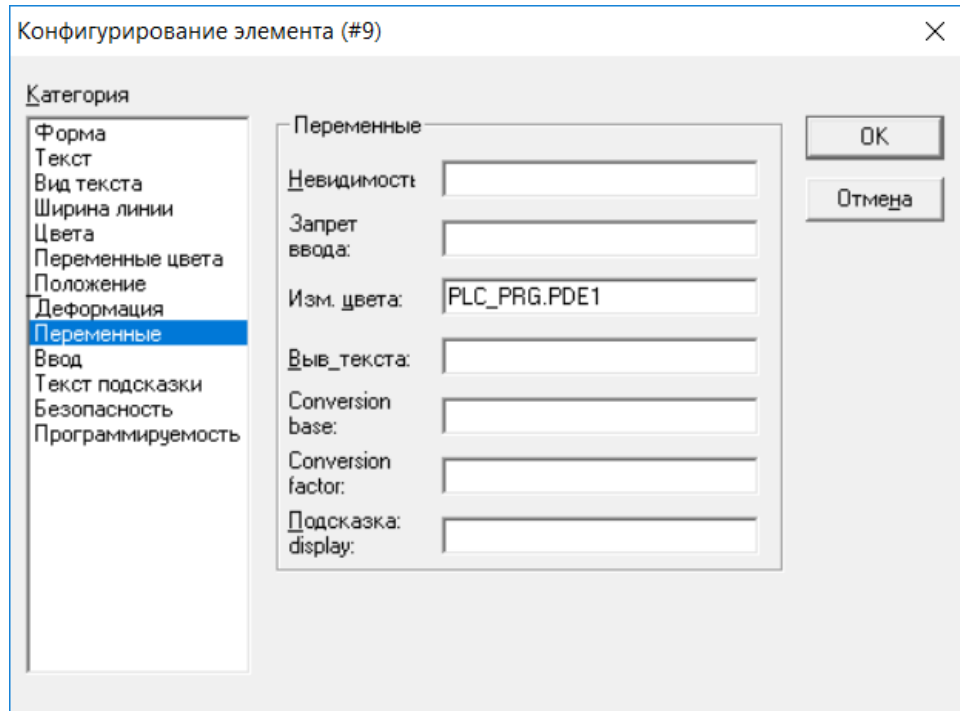 Конфигурирование элемента (#9)
Категория
Форма
Текст
Вид текста
Ширина линии
Цвета
Переменные цвета
Положение
Деформация
Переменные
Ввод
Текст подсказки
Безопасность
Программируемость
Переменные
Невидимость
Запрет
ввода:
Изм. цвета: PLC_PRG.PDE1
Выв_текста:
Conversion
base:
Conversion
factor:
Подсказка:
display:
OK
Отмена